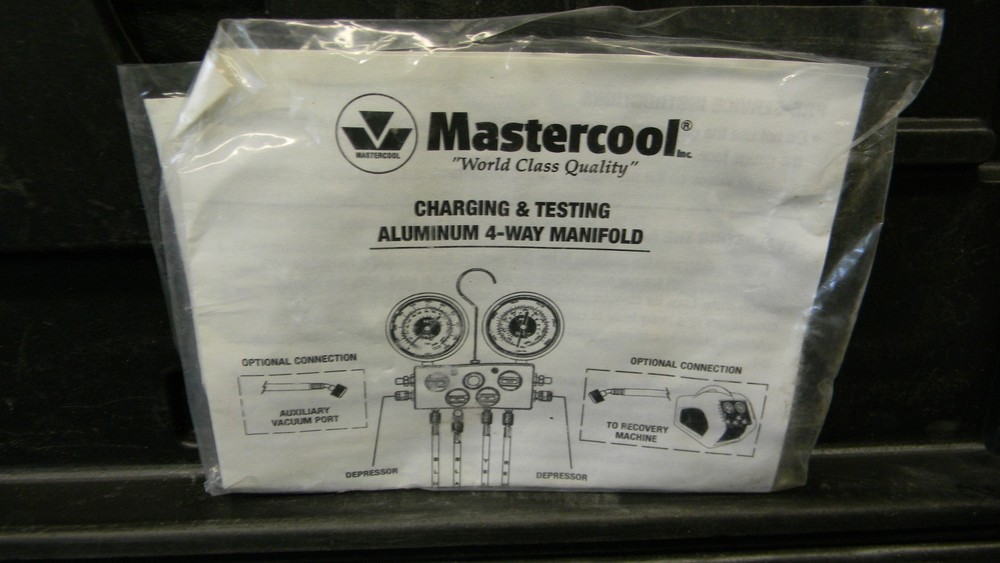 MASTERCOOL
Mastercool® Inc.
"World Class Quality"
CHARGING & TESTING
ALUMINUM 4-WAY MANIFOLD
OPTIONAL CONNECTION
AUXILIARY
VACUUM PORT
OPTIONAL CONNECTION
TO RECOVERY
MACHINE
DEPRESSOR
DEPRESSOR